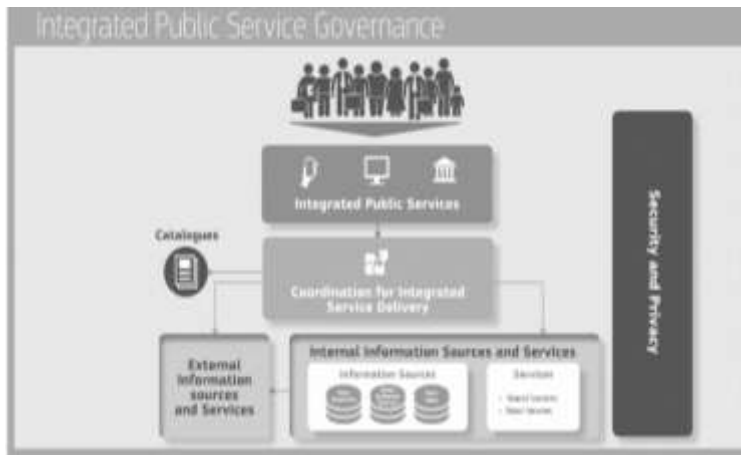 Integrated Public Service Governance
Integrated Public Services
Catalogues
Coordination for Integrated
Service Delivery
External
Information
sources
and Services
Internal Information Sources and Services
Information Sources
Services
Security and Privacy